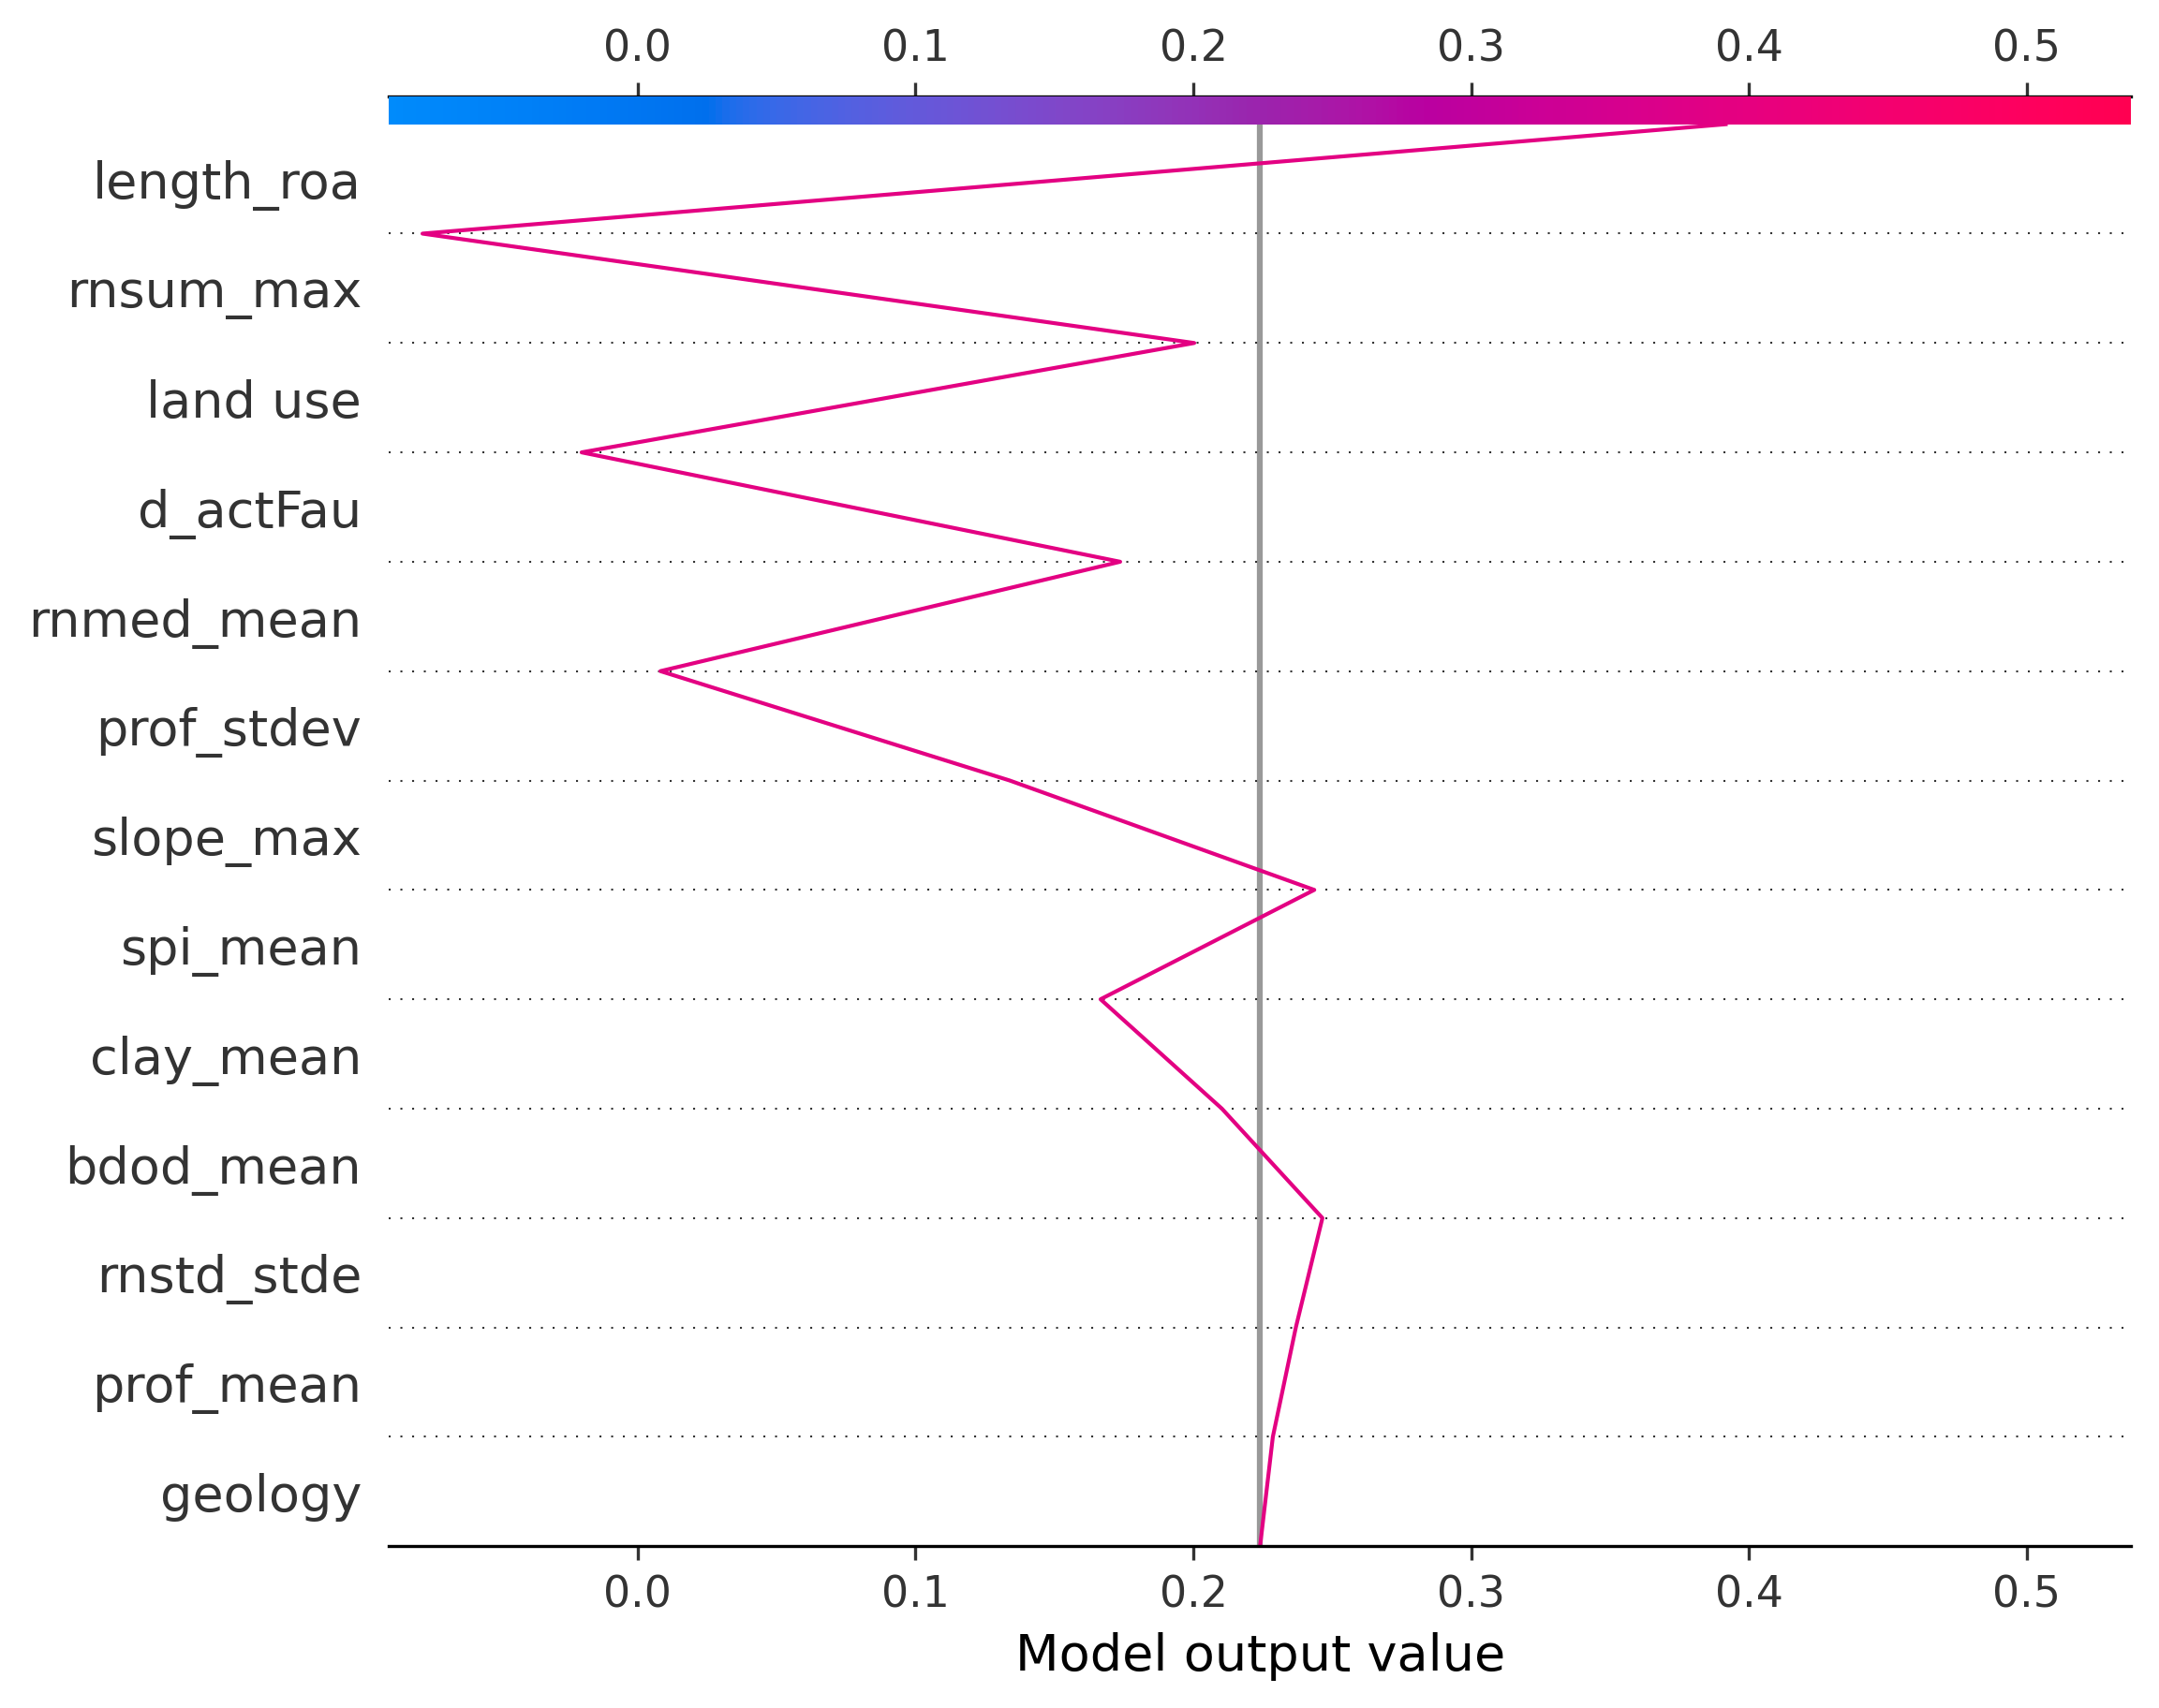 0.0 0.1 0.2 0.3 0.4 0.5
length_roa
rnsum_max
land use
d_actFau
rnmed_mean
prof_stdev
slope_max
spi_mean
clay_mean
bdod_mean
rnstd_stde
prof_mean
geology
0.0 0.1 0.2 0.3 0.4 0.5
Model output value